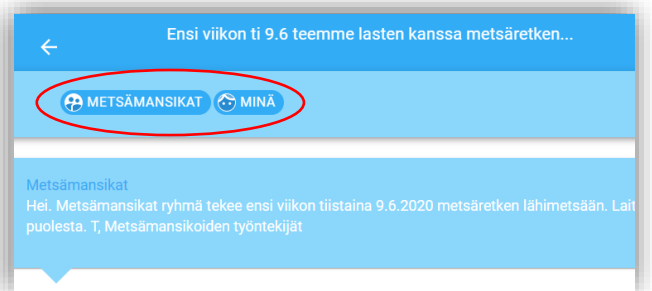 Ensi viikon ti 9.6 teemme lasten kanssa metsäretken...
METSÄMANSIKAT MINÄ
Metsämansikat
Hei. Metsämansikat ryhmä tekee ensi viikon tiistaina 9.6.2020 metsäretken lähimetsään. Lait
puolesta. T, Metsämansikoiden työntekijät